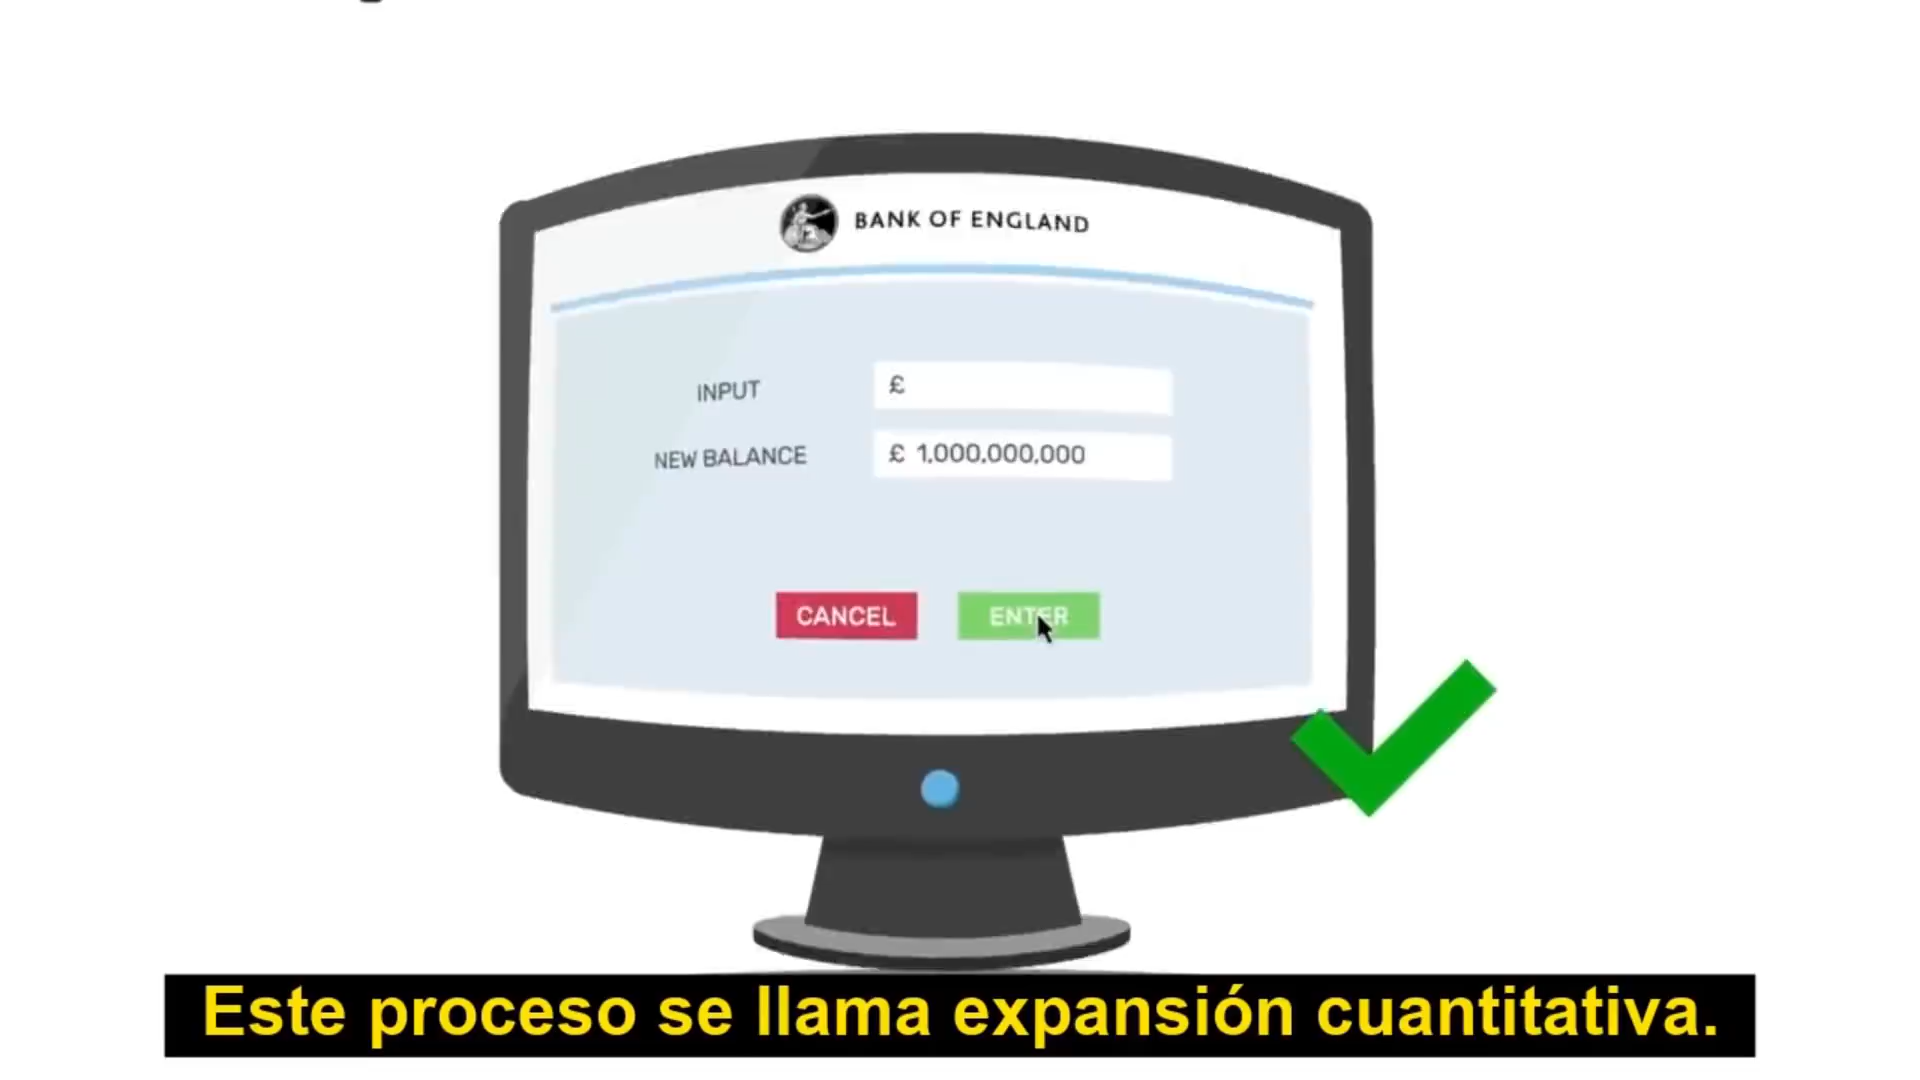 BANK OF ENGLAND
INPUT £
NEW BALANCE £ 1,000,000,000
CANCEL ENTER
Este proceso se llama expansión cuantitativa.